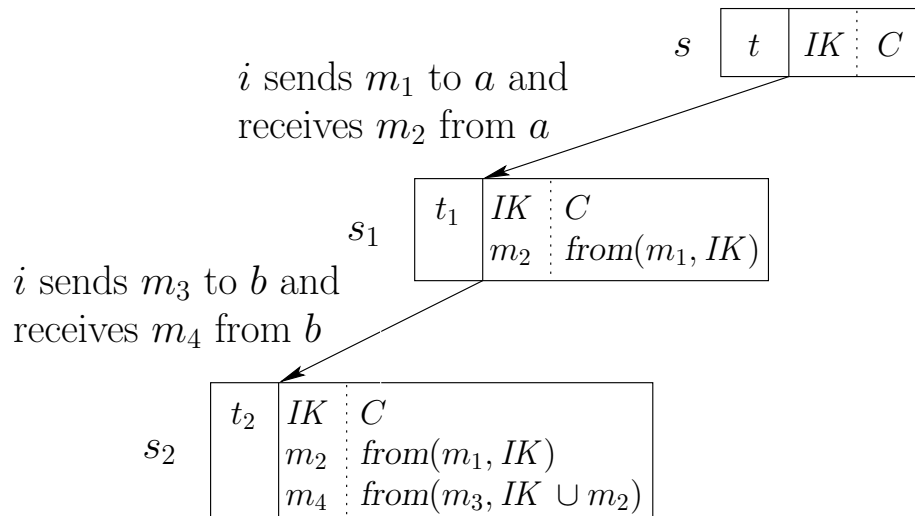 s t IK C
i sends m₁ to a and
receives m₂ from a
s₁ t₁ IK C
m₂ from(m₁, IK)
i sends m₃ to b and
receives m₄ from b
s₂ t₂ IK C
m₂ from(m₁, IK)
m₄ from(m₃, IK ∪ m₂)